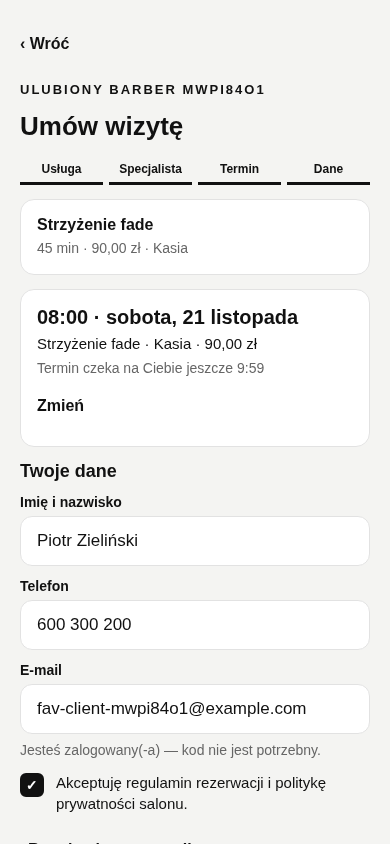 ‹ Wróć
ULUBIONY BARBER MWPI84O1
Umów wizytę
Usługa
Specjalista
Termin
Dane
Strzyżenie fade
45 min · 90,00 zł · Kasia
08:00 · sobota, 21 listopada
Strzyżenie fade · Kasia · 90,00 zł
Termin czeka na Ciebie jeszcze 9:59
Zmień
Twoje dane
Imię i nazwisko
Piotr Zieliński
Telefon
600 300 200
E-mail
fav-client-mwpi84o1@example.com
Jesteś zalogowany(-a) — kod nie jest potrzebny.
Akceptuję regulamin rezerwacji i politykę
prywatności salonu.